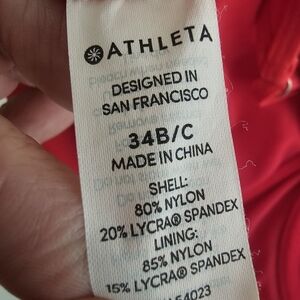 ATHLETA
DESIGNED IN
SAN FRANCISCO
34B/C
MADE IN CHINA
SHELL:
80% NYLON
20% LYCRA® SPANDEX
LINING:
85% NYLON
15% LYCRA® SPANDEX
54023